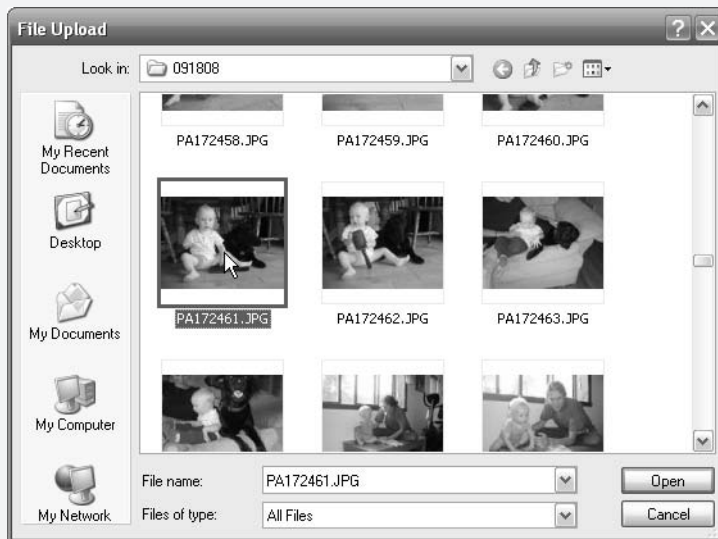 File Upload
Look in:
091808
My Recent
Documents
Desktop
My Documents
My Computer
My Network
PA172458.JPG
PA172459.JPG
PA172460.JPG
PA172461.JPG
PA172462.JPG
PA172463.JPG
File name:
PA172461.JPG
Open
Files of type:
All Files
Cancel